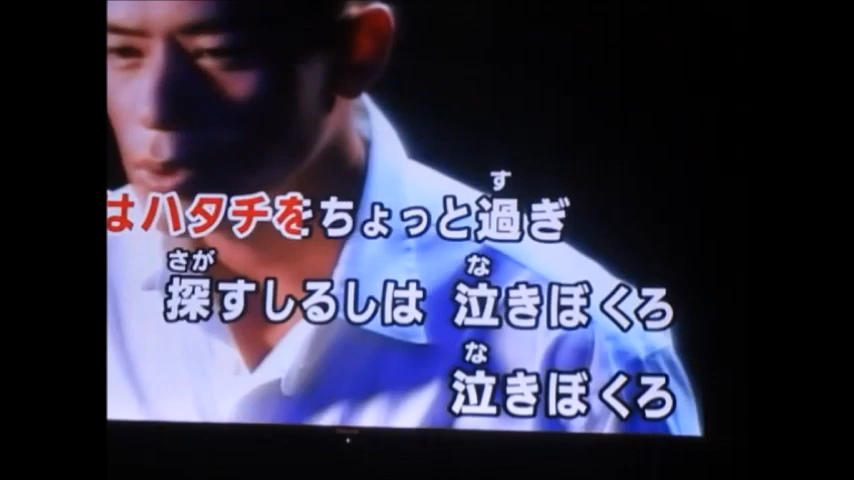 はハタチをちょっと過ぎ
す
探すしるしは 泣きぼくろ
さが な
泣きぼくろ
な